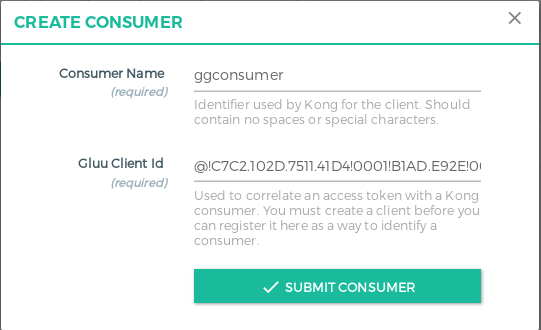 CREATE CONSUMER
Consumer Name
(required)
ggconsumer
Identifier used by Kong for the client. Should
contain no spaces or special characters.
Gluu Client Id
(required)
@!C7C2.102D.7511.41D4!0001!B1AD.E92E!0
Used to correlate an access token with a Kong
consumer. You must create a client before you
can register it here as a way to identify a
consumer.
SUBMIT CONSUMER